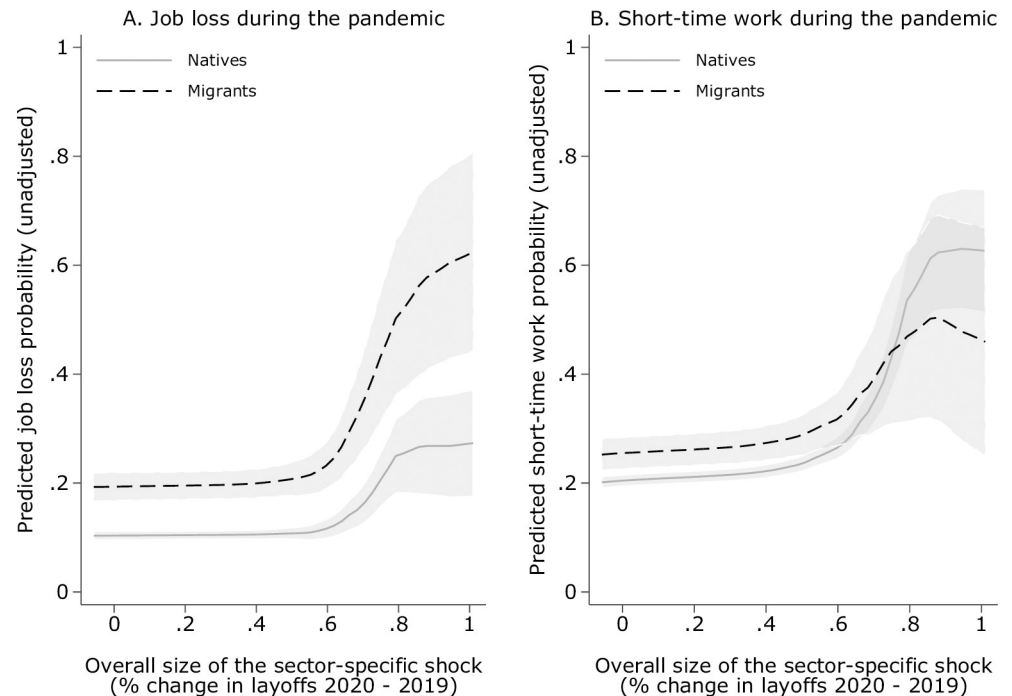 A. Job loss during the pandemic
Natives
Migrants
Predicted job loss probability (unadjusted)
1
.8
.6
.4
.2
0
0 .2 .4 .6 .8 1
Overall size of the sector-specific shock
(% change in layoffs 2020 - 2019)
B. Short-time work during the pandemic
Natives
Migrants
Predicted short-time work probability (unadjusted)
1
.8
.6
.4
.2
0
0 .2 .4 .6 .8 1
Overall size of the sector-specific shock
(% change in layoffs 2020 - 2019)